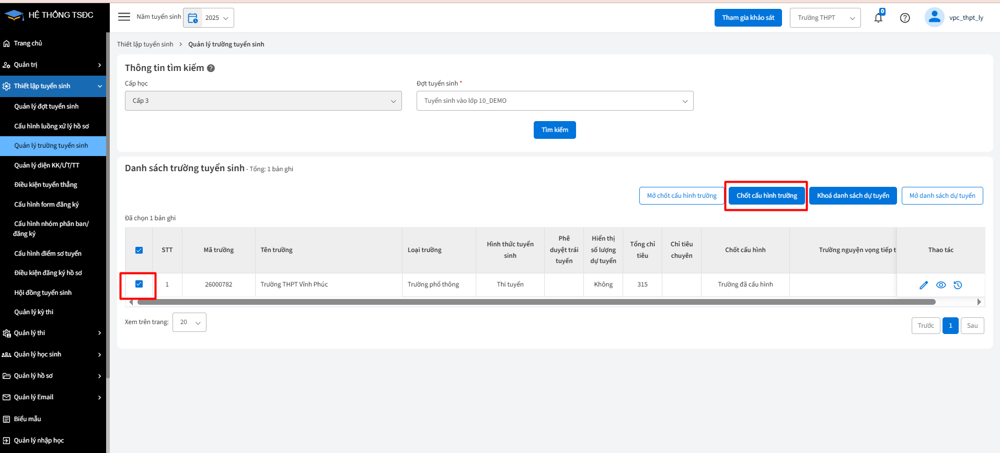 HỆ THỐNG TSĐC
Năm tuyển sinh
2025
Tham gia khảo sát
Trường THPT
0
vpc_thpt_ly
Trang chủ
Quản trị
Thiết lập tuyển sinh
Quản lý đợt tuyển sinh
Cấu hình luồng xử lý hồ sơ
Quản lý trường tuyển sinh
Quản lý diện KK/ƯT/TT
Điều kiện tuyển thẳng
Cấu hình form đăng ký
Cấu hình nhóm phân ban/
đăng ký
Cấu hình điểm sơ tuyển
Điều kiện đăng ký hồ sơ
Hội đồng tuyển sinh
Quản lý kỳ thi
Quản lý thi
Quản lý học sinh
Quản lý hồ sơ
Quản lý Email
Biểu mẫu
Quản lý nhập học
Thiết lập tuyển sinh > Quản lý trường tuyển sinh
Thông tin tìm kiếm
Cấp học
Đợt tuyển sinh *
Cấp 3
Tuyển sinh vào lớp 10_DEMO
Tìm kiếm
Danh sách trường tuyển sinh - Tổng: 1 bản ghi
Mở chốt cấu hình trường
Chốt cấu hình trường
Khoá danh sách dự tuyển
Mở danh sách dự tuyển
Đã chọn 1 bản ghi
STT
Mã trường
Tên trường
Loại trường
Hình thức tuyển
sinh
Phê
duyệt trái
tuyến
Hiển thị
số lượng
dự tuyển
Tổng chỉ
tiêu
Chỉ tiêu
chuyên
Chốt cấu hình
Trường nguyện vọng tiếp t
Thao tác
1
26000782
Trường THPT Vĩnh Phúc
Trường phổ thông
Thi tuyển
Không
315
Trường đã cấu hình
Xem trên trang:
20
Trước
1
Sau